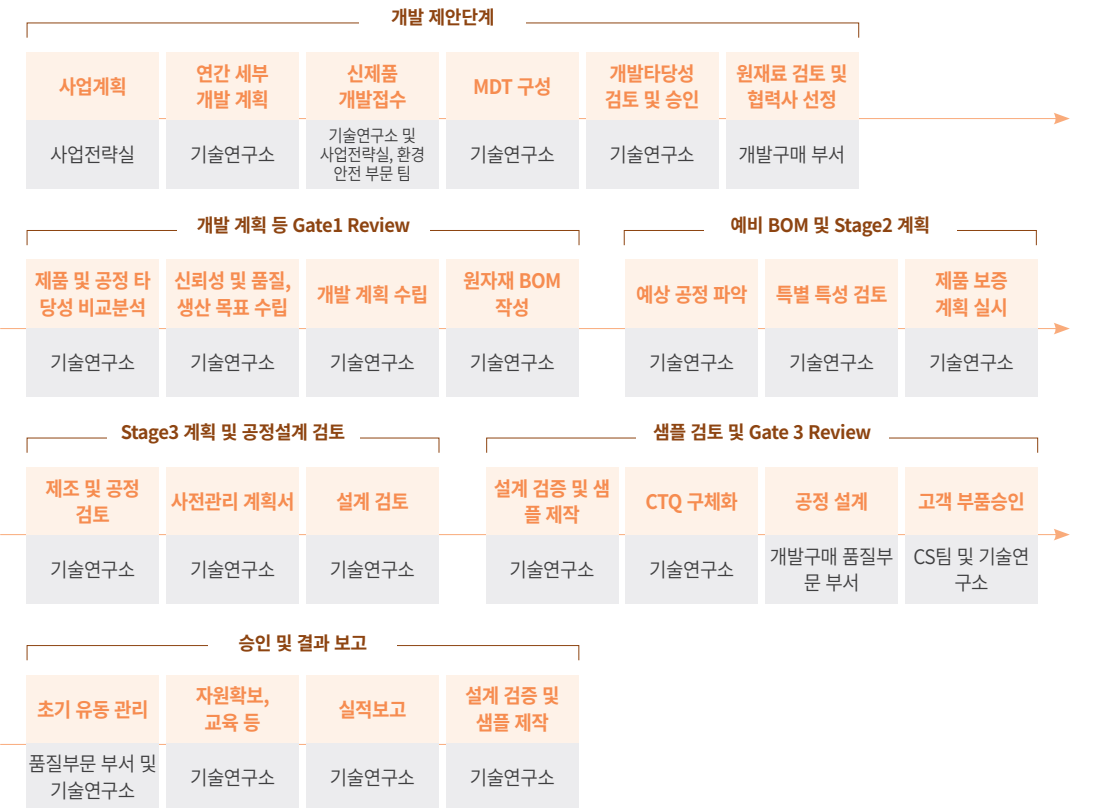 개발 제안단계
사업계획
연간 세부
개발 계획
신제품
개발접수
MDT 구성
개발타당성
검토 및 승인
원재료 검토 및
협력사 선정
사업전략실
기술연구소
기술연구소 및
사업전략실, 환경
안전 부문 팀
기술연구소
기술연구소
개발구매 부서
개발 계획 등 Gate1 Review
제품 및 공정 타
당성 비교분석
신뢰성 및 품질,
생산 목표 수립
개발 계획 수립
원자재 BOM
작성
기술연구소
기술연구소
기술연구소
기술연구소
예비 BOM 및 Stage2 계획
예상 공정 파악
특별 특성 검토
제품 보증
계획 실시
기술연구소
기술연구소
기술연구소
Stage3 계획 및 공정설계 검토
제조 및 공정
검토
사전관리 계획서
설계 검토
기술연구소
기술연구소
기술연구소
샘플 검토 및 Gate 3 Review
설계 검증 및 샘
플 제작
CTQ 구체화
공정 설계
고객 부품승인
기술연구소
기술연구소
개발구매 품질부
문 부서
CS팀 및 기술연
구소
승인 및 결과 보고
초기 유동 관리
자원확보,
교육 등
실적보고
설계 검증 및
샘플 제작
품질부문 부서 및
기술연구소
기술연구소
기술연구소
기술연구소